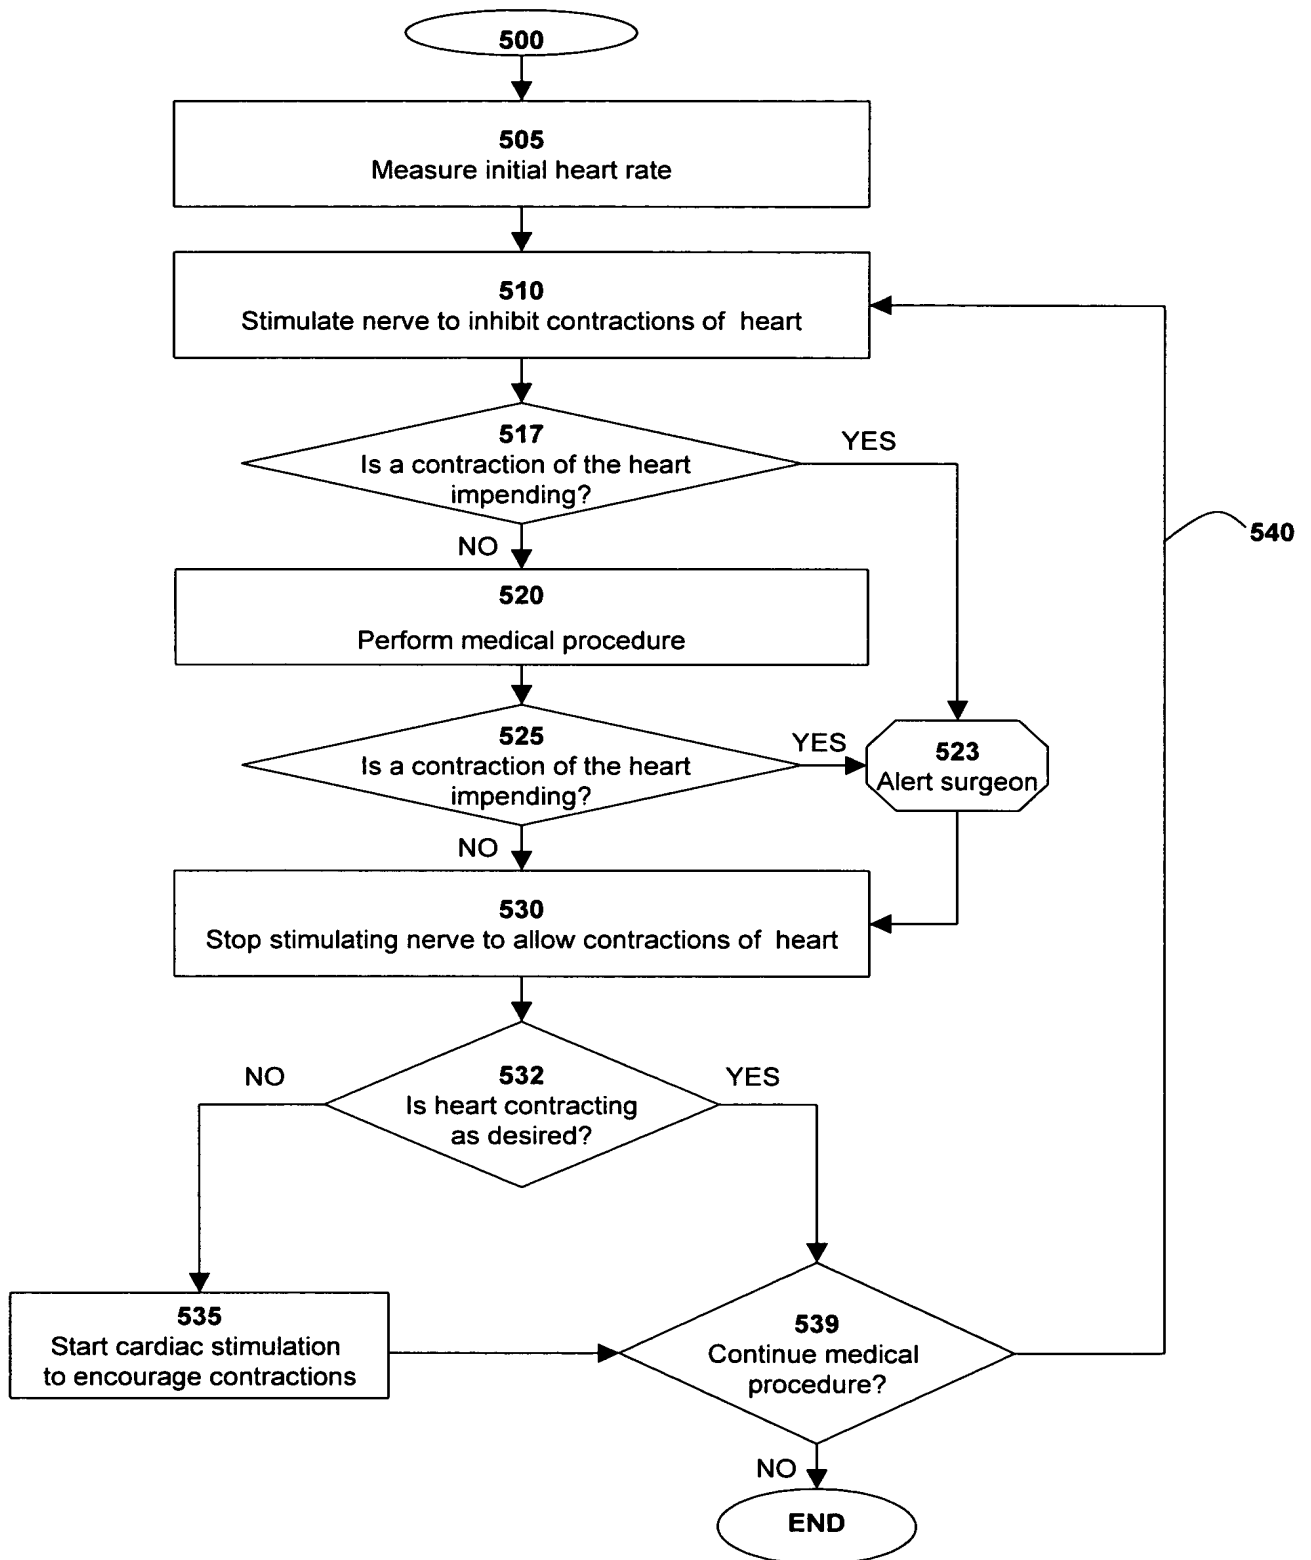 500
505
Measure initial heart rate
510
Stimulate nerve to inhibit contractions of heart
517
Is a contraction of the heart
impending?
YES
540
NO
520
Perform medical procedure
525
Is a contraction of the heart
impending?
YES
523
Alert surgeon
NO
530
Stop stimulating nerve to allow contractions of heart
NO
532
Is heart contracting
as desired?
YES
535
Start cardiac stimulation
to encourage contractions
539
Continue medical
procedure?
NO
END